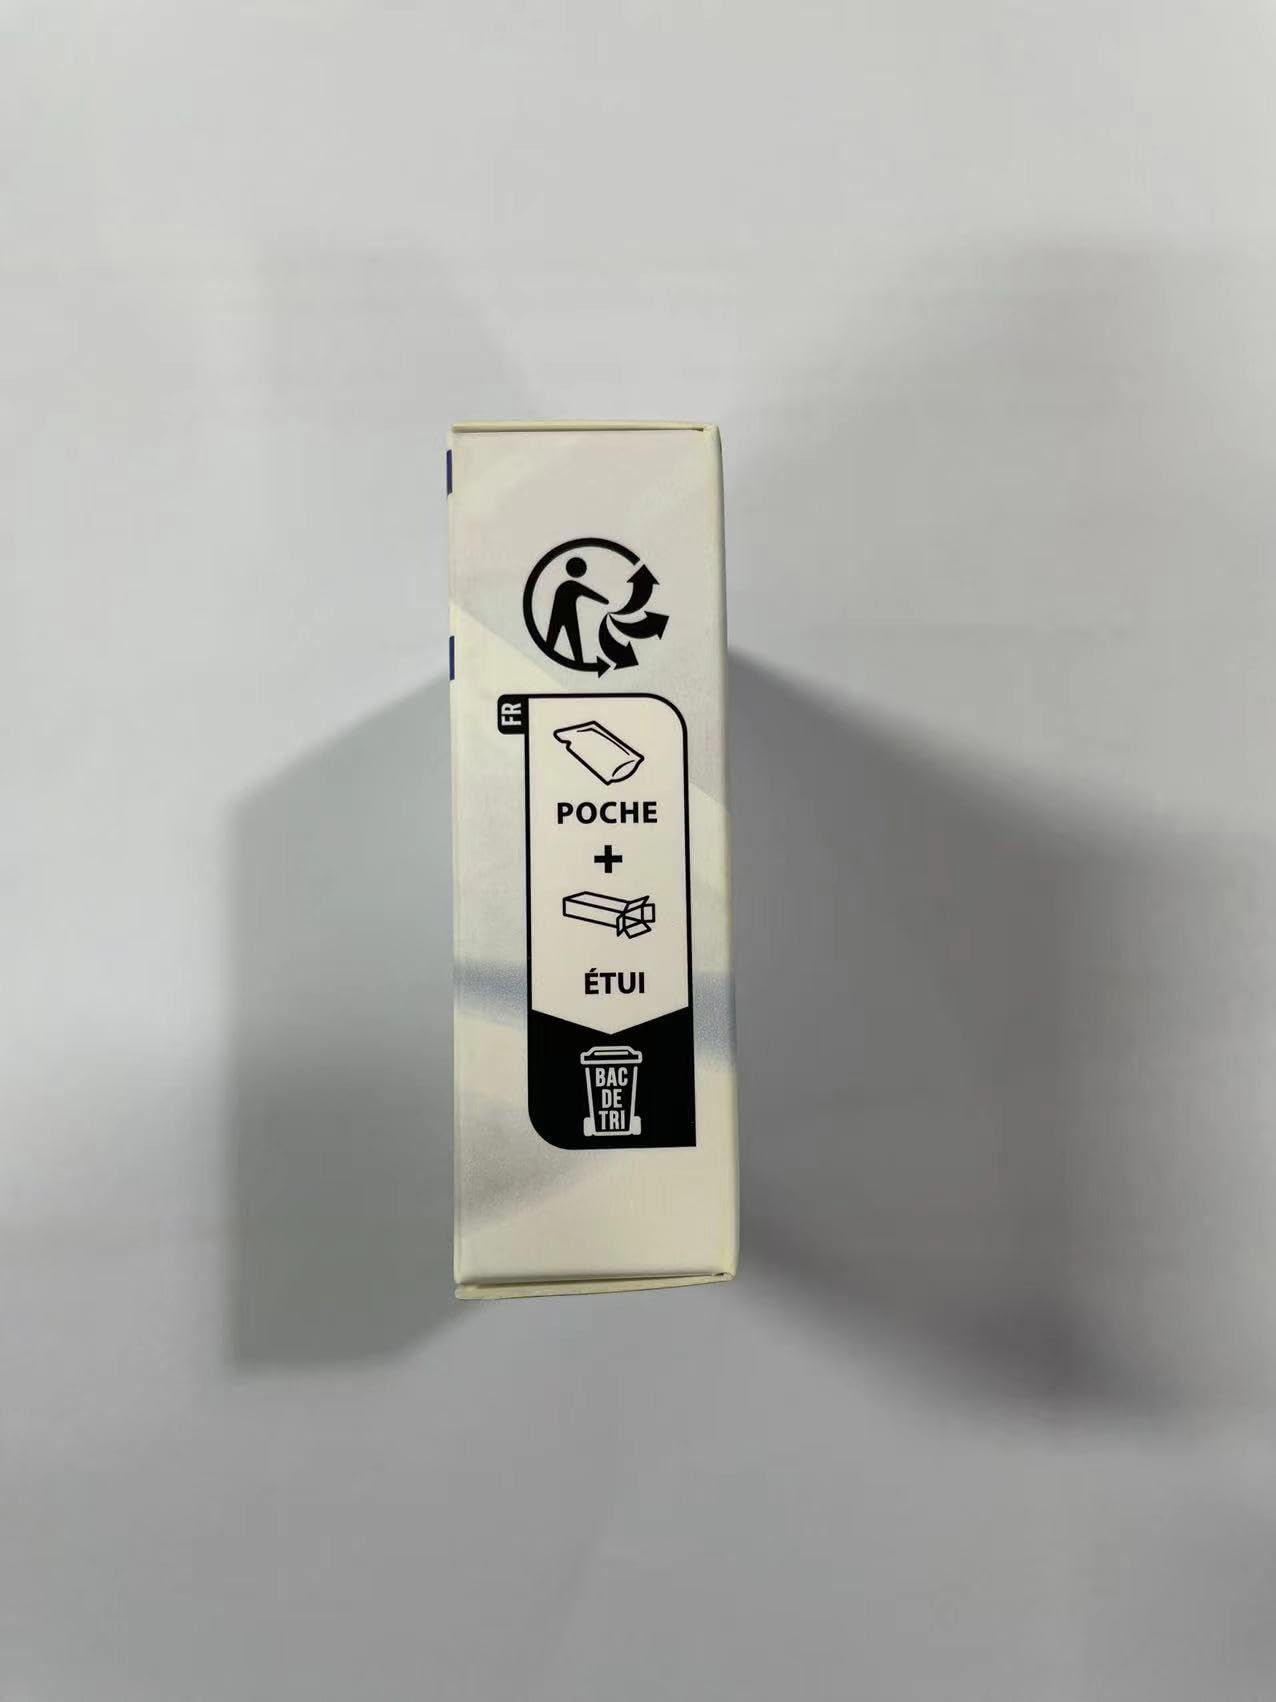 FR
POCHE
+
ÉTUI
BAC
DE
TRI